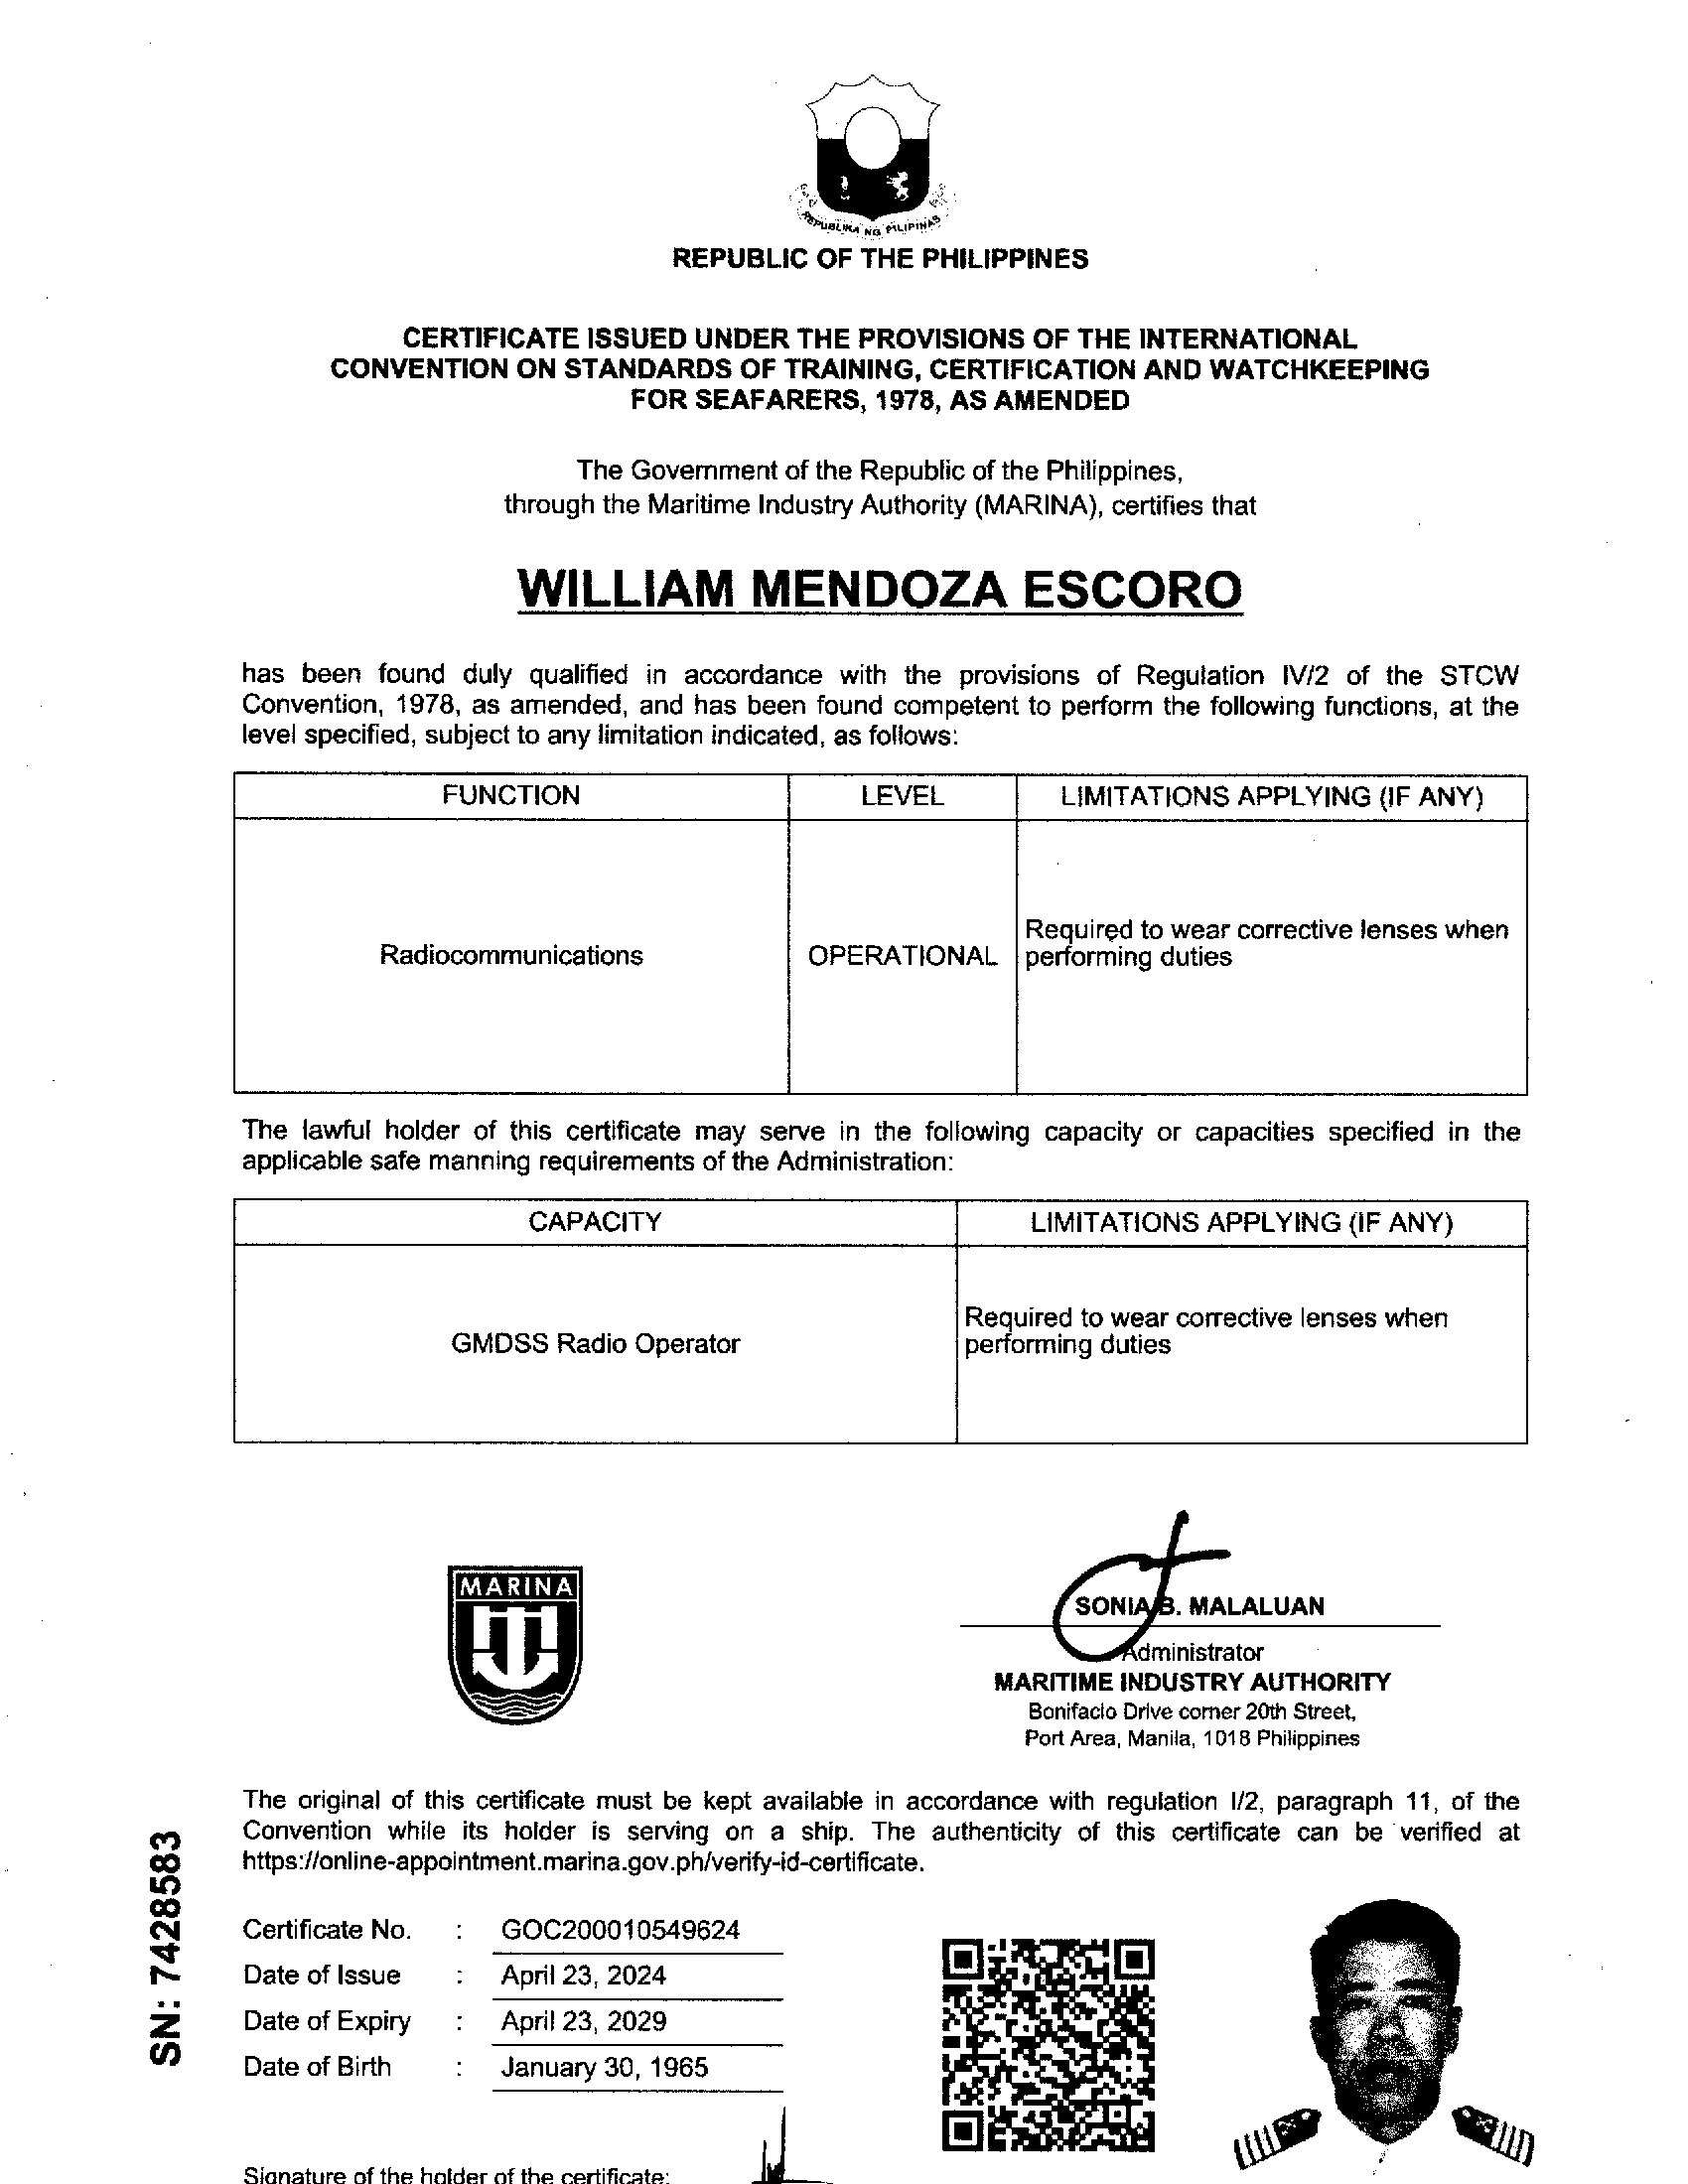 REPUBLIKA NG PILIPINAS
REPUBLIC OF THE PHILIPPINES
CERTIFICATE ISSUED UNDER THE PROVISIONS OF THE INTERNATIONAL
CONVENTION ON STANDARDS OF TRAINING, CERTIFICATION AND WATCHKEEPING
FOR SEAFARERS, 1978, AS AMENDED
The Government of the Republic of the Philippines,
through the Maritime Industry Authority (MARINA), certifies that
WILLIAM MENDOZA ESCORO
has been found duly qualified in accordance with the provisions of Regulation IV/2 of the STCW
Convention, 1978, as amended, and has been found competent to perform the following functions, at the
level specified, subject to any limitation indicated, as follows:
FUNCTION LEVEL LIMITATIONS APPLYING (IF ANY)
Radiocommunications OPERATIONAL Required to wear corrective lenses when
performing duties
The lawful holder of this certificate may serve in the following capacity or capacities specified in the
applicable safe manning requirements of the Administration:
CAPACITY LIMITATIONS APPLYING (IF ANY)
GMDSS Radio Operator Required to wear corrective lenses when
performing duties
MARINA
SONIA B. MALALUAN
Administrator
MARITIME INDUSTRY AUTHORITY
Bonifacio Drive corner 20th Street,
Port Area, Manila, 1018 Philippines
The original of this certificate must be kept available in accordance with regulation I/2, paragraph 11, of the
Convention while its holder is serving on a ship. The authenticity of this certificate can be verified at
https://online-appointment.marina.gov.ph/verify-id-certificate.
SN: 7428583
Certificate No. : GOC200010549624
Date of Issue : April 23, 2024
Date of Expiry : April 23, 2029
Date of Birth : January 30, 1965
Signature of the holder of the certificate: